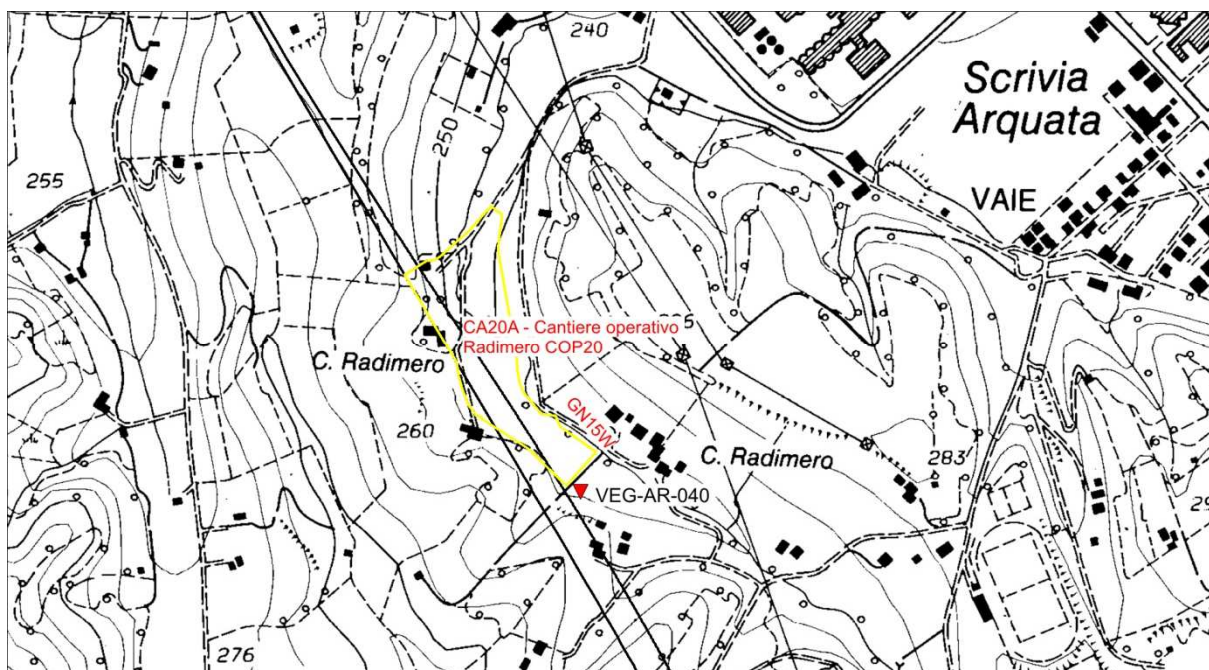 240
Scrivia
Arquata
250
255
VAIE
CA20A - Cantiere operativo
Radimero COP20
C. Radimero
GN15W
260
C. Radimero
283
VEG-AR-040
276